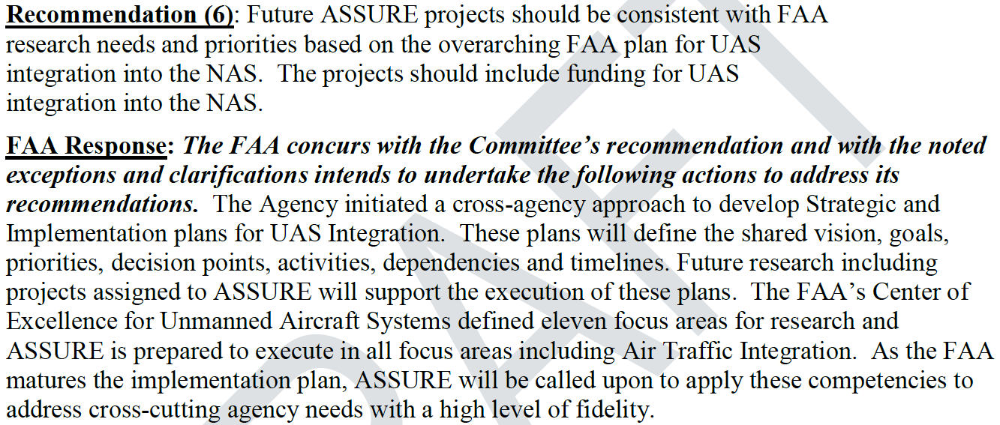 Recommendation (6): Future ASSURE projects should be consistent with FAA
research needs and priorities based on the overarching FAA plan for UAS
integration into the NAS.  The projects should include funding for UAS
integration into the NAS.
FAA Response: The FAA concurs with the Committee’s recommendation and with the noted
exceptions and clarifications intends to undertake the following actions to address its
recommendations.  The Agency initiated a cross-agency approach to develop Strategic and
Implementation plans for UAS Integration.  These plans will define the shared vision, goals,
priorities, decision points, activities, dependencies and timelines. Future research including
projects assigned to ASSURE will support the execution of these plans.  The FAA’s Center of
Excellence for Unmanned Aircraft Systems defined eleven focus areas for research and
ASSURE is prepared to execute in all focus areas including Air Traffic Integration.  As the FAA
matures the implementation plan, ASSURE will be called upon to apply these competencies to
address cross-cutting agency needs with a high level of fidelity.